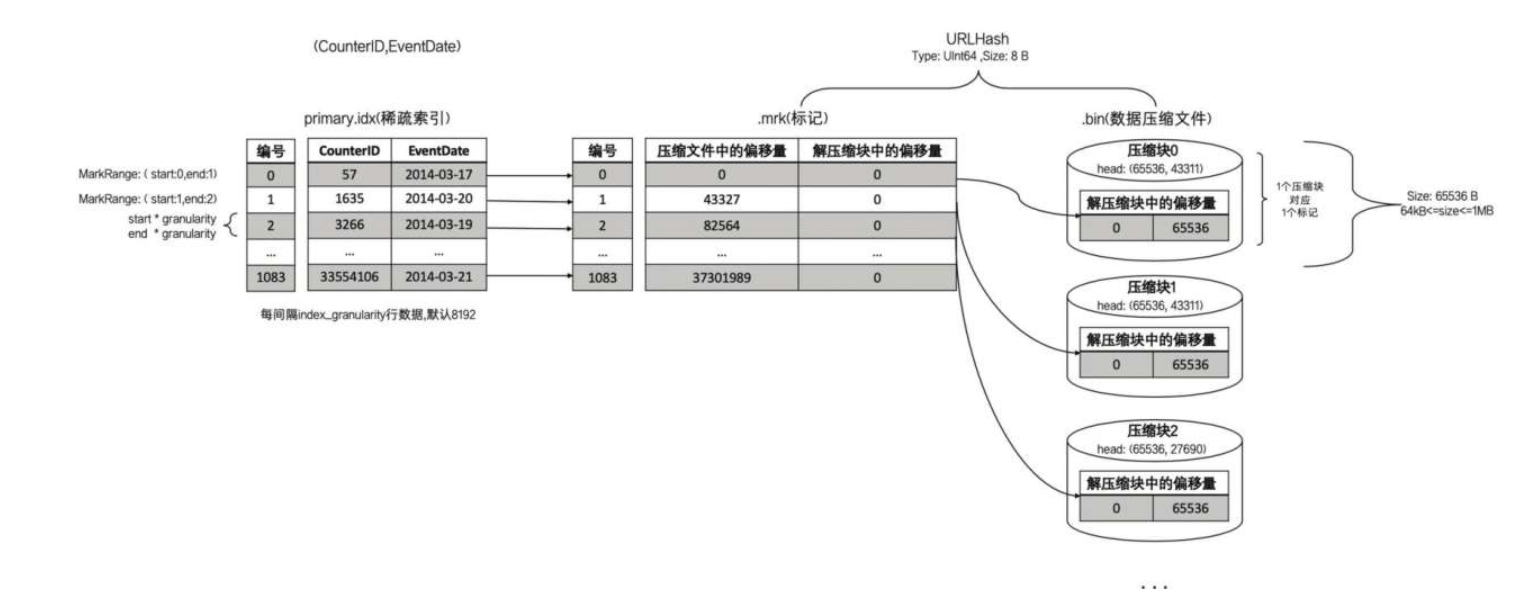 (CounterID,EventDate)
URLHash
Type: UInt64 ,Size: 8 B
primary.idx(稀疏索引)
.mrk(标记)
.bin(数据压缩文件)
编号 CounterID EventDate
编号 压缩文件中的偏移量 解压缩块中的偏移量
MarkRange: ( start:0,end:1) 0 57 2014-03-17 0 0 0
MarkRange: ( start:1,end:2) 1 1635 2014-03-20 1 43327 0
start * granularity
end * granularity
2 3266 2014-03-19 2 82564 0
... ... ... ... ... ...
1083 33554106 2014-03-21 1083 37301989 0
每间隔index_granularity行数据,默认8192
压缩块0
head: (65536, 43311)
解压缩块中的偏移量
0 65536
1个压缩块
对应
1个标记
Size: 65536 B
64kB<=size<=1MB
压缩块1
head: (65536, 43311)
解压缩块中的偏移量
0 65536
压缩块2
head: (65536, 27690)
解压缩块中的偏移量
0 65536
...